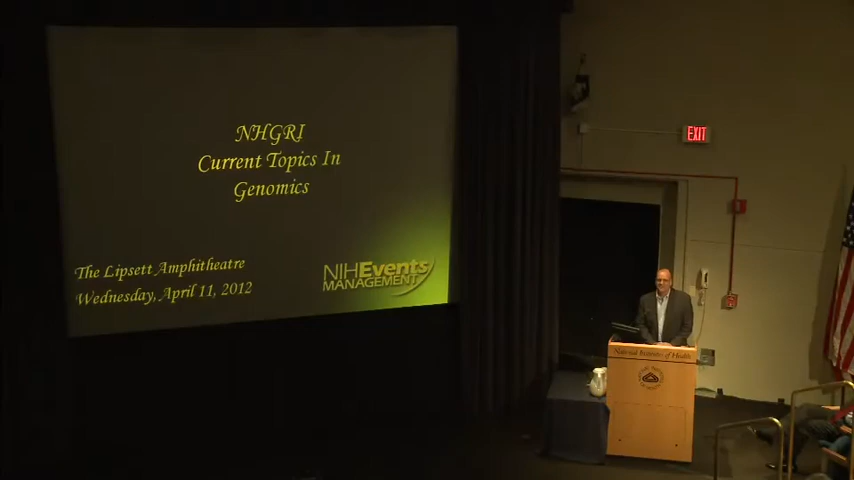 NHGRI
Current Topics In
Genomics
The Lipsett Amphitheatre
Wednesday, April 11, 2012
NIHEvents
MANAGEMENT
EXIT
National Institutes of Health